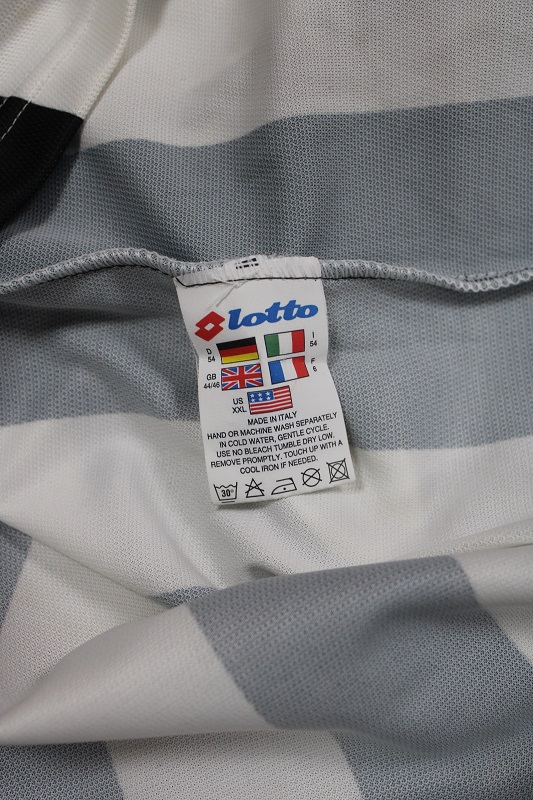 lotto
D 54
I 54
GB 44/46
F 6
US XXL
MADE IN ITALY
HAND OR MACHINE WASH SEPARATELY
IN COLD WATER, GENTLE CYCLE.
USE NO BLEACH TUMBLE DRY LOW.
REMOVE PROMPTLY. TOUCH UP WITH A
COOL IRON IF NEEDED.
30°